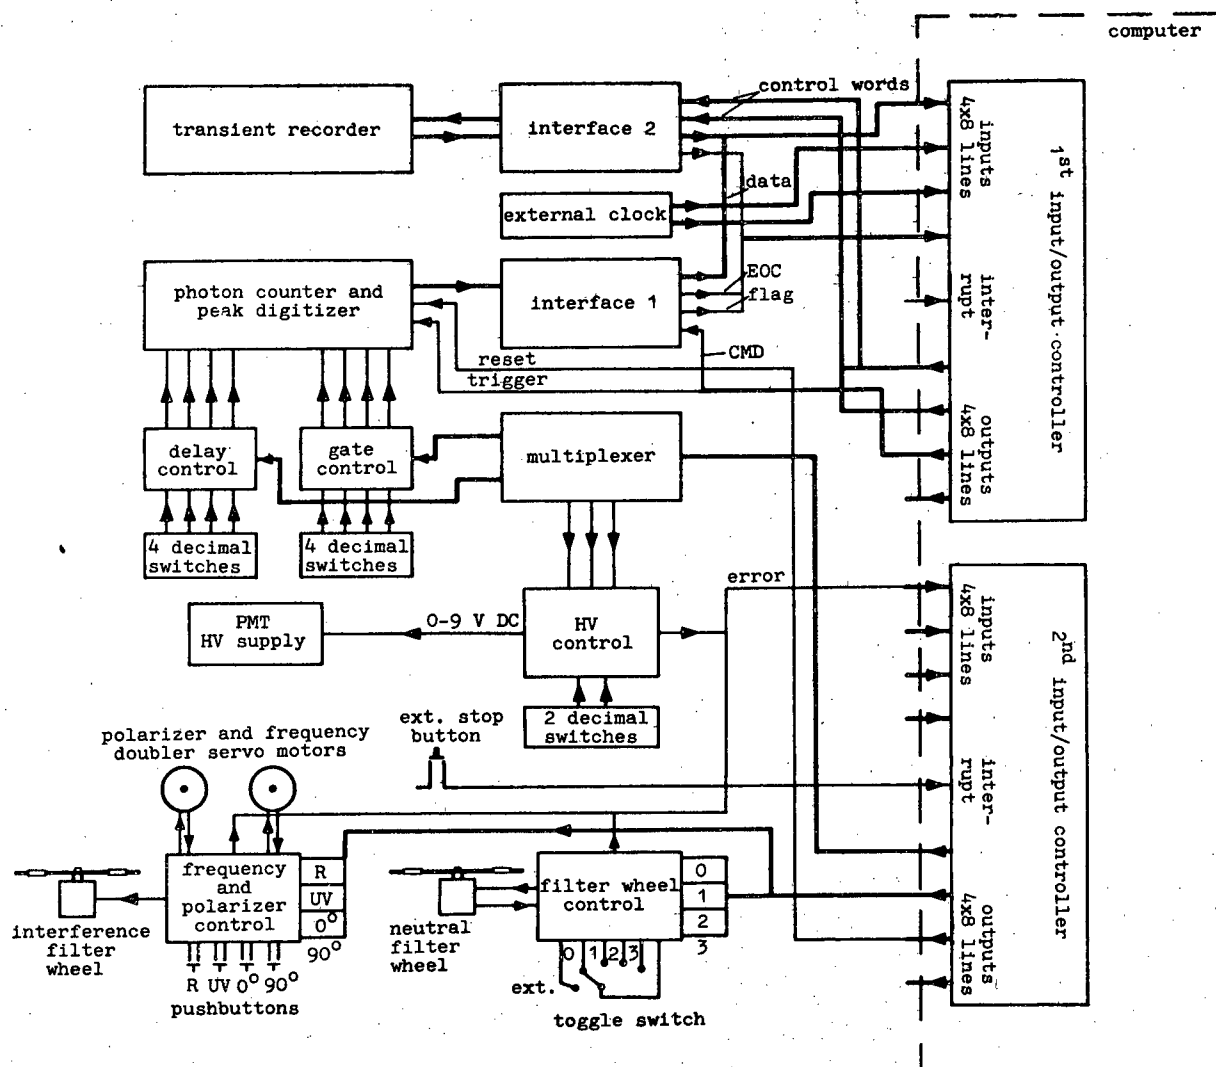 computer
control words
transient recorder
interface 2
4x8 lines
inputs
1st input/output controller
data
external clock
EOC
flag
photon counter and
peak digitizer
interface 1
inter-
rupt
reset
CMD
trigger
delay
control
gate
control
multiplexer
outputs
4x8 lines
4 decimal
switches
4 decimal
switches
error
PMT
HV supply
0-9 V DC
HV
control
inputs
4x8 lines
2nd input/output controller
ext. stop
button
2 decimal
switches
polarizer and frequency
doubler servo motors
inter-
rupt
frequency
and
polarizer
control
R
UV
0°
90°
filter wheel
control
0
1
2
3
interference
filter
wheel
neutral
filter
wheel
0 1 2 3
outputs
4x8 lines
R UV 0° 90°
pushbuttons
ext.
toggle switch